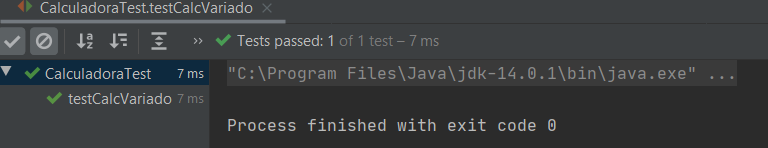 CalculadoraTest.testCalcVariado
Tests passed: 1 of 1 test – 7 ms
CalculadoraTest 7 ms
testCalcVariado 7 ms
"C:\Program Files\Java\jdk-14.0.1\bin\java.exe" ...
Process finished with exit code 0